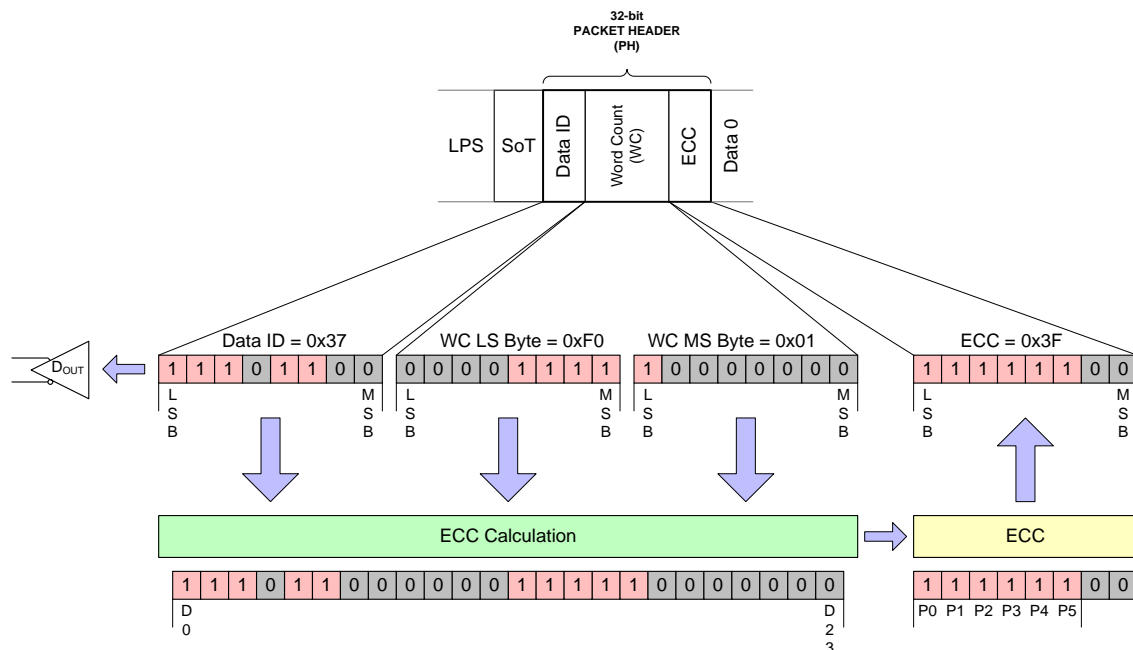 32-bit
PACKET HEADER
(PH)
LPS
SoT
Data ID
Word Count
(WC)
ECC
Data 0
Data ID = 0x37
WC LS Byte = 0xF0
WC MS Byte = 0x01
ECC = 0x3F
DOUT
1 1 1 0 1 1 0 0
0 0 0 0 1 1 1 1
1 0 0 0 0 0 0 0
1 1 1 1 1 1 0 0
LSB
MSB
LSB
MSB
LSB
MSB
LSB
MSB
ECC Calculation
ECC
1 1 1 0 1 1 0 0 0 0 0 0 1 1 1 1 1 0 0 0 0 0 0 0
1 1 1 1 1 1 0 0
D0
D23
P0 P1 P2 P3 P4 P5